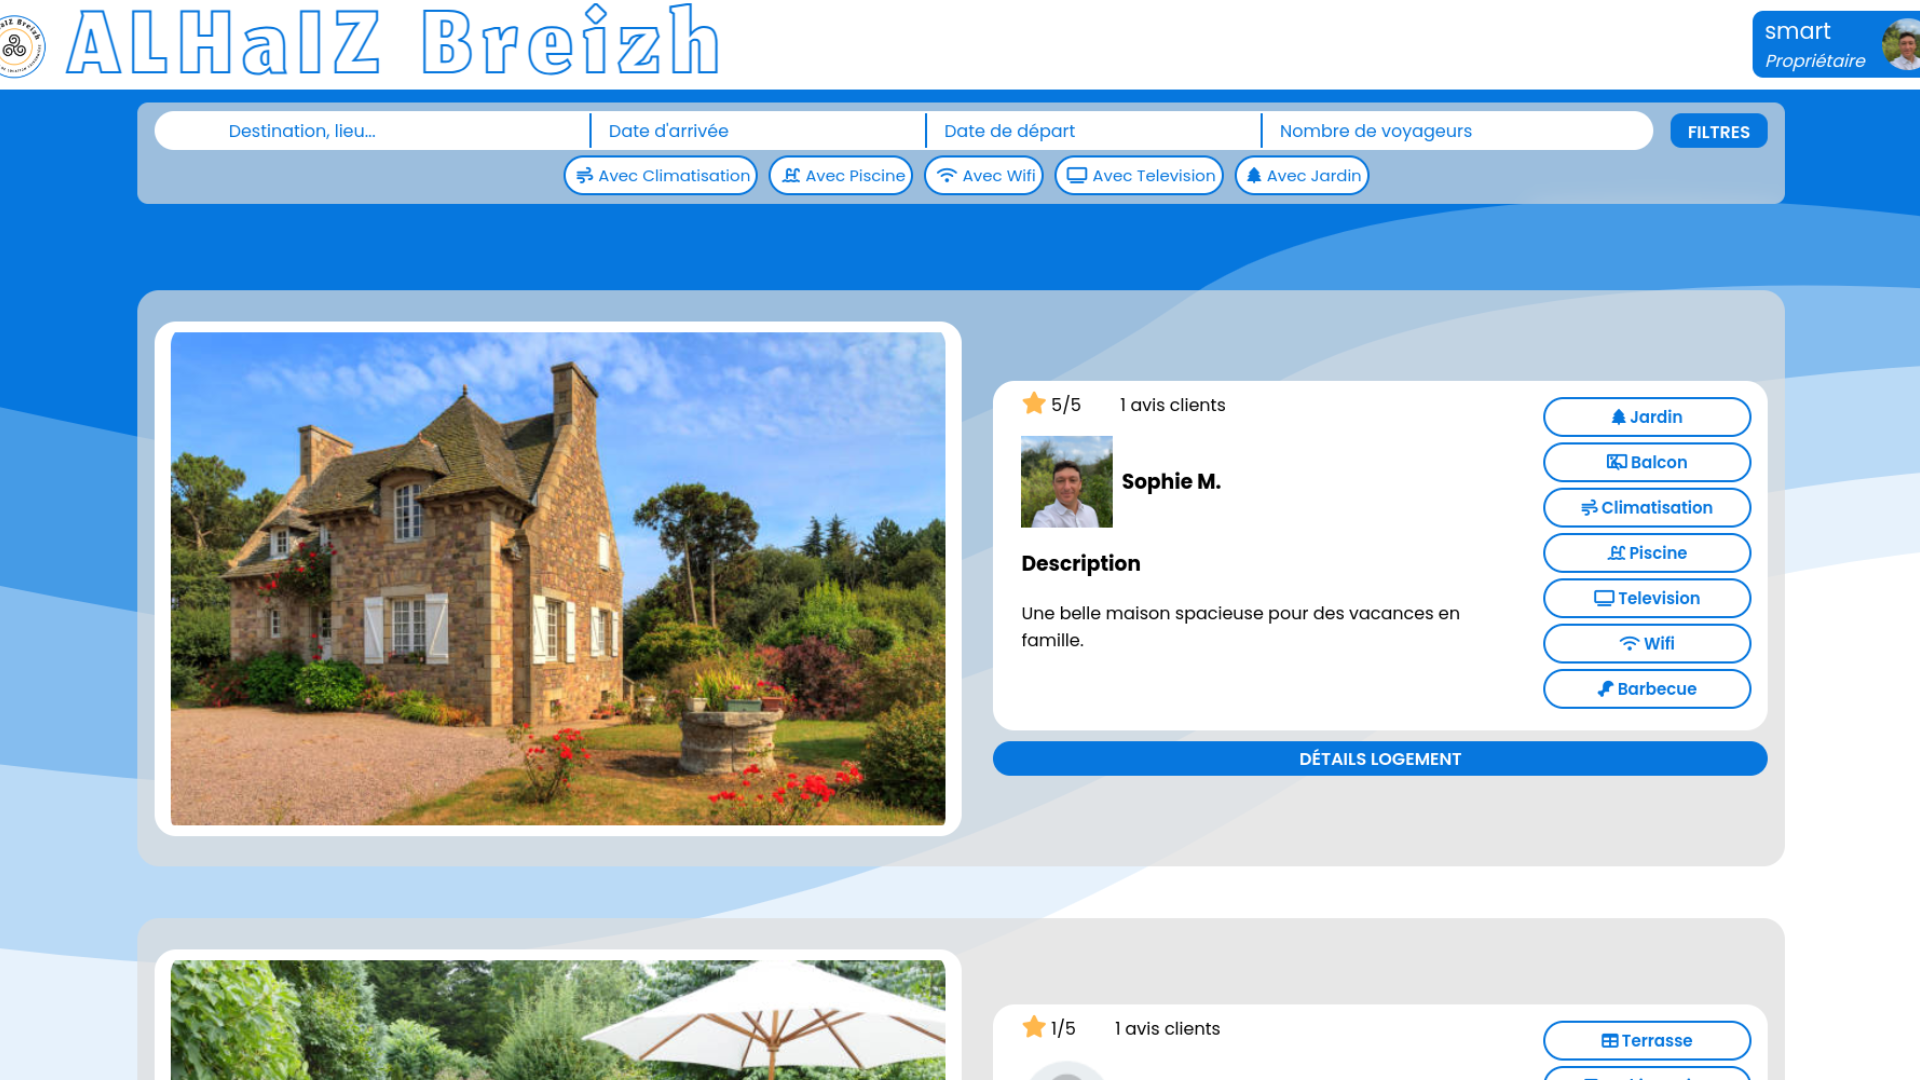 ALHaIZ Breizh
smart
Propriétaire
Destination, lieu...
Date d'arrivée
Date de départ
Nombre de voyageurs
FILTRES
Avec Climatisation
Avec Piscine
Avec Wifi
Avec Television
Avec Jardin
5/5
1 avis clients
Sophie M.
Description
Une belle maison spacieuse pour des vacances en
famille.
Jardin
Balcon
Climatisation
Piscine
Television
Wifi
Barbecue
DÉTAILS LOGEMENT
1/5
1 avis clients
Terrasse